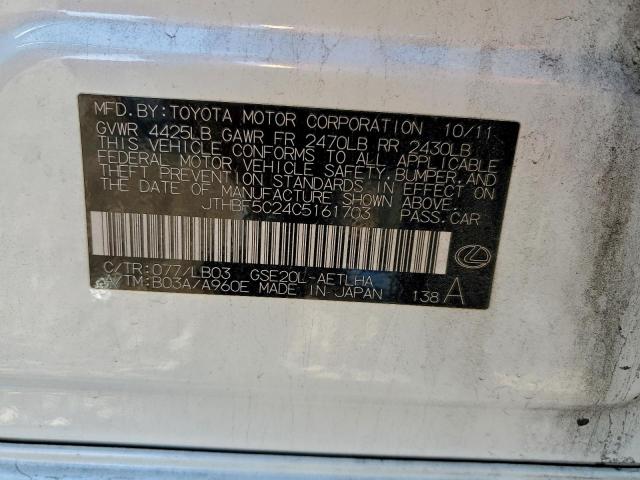 MFD. BY: TOYOTA MOTOR CORPORATION 10/11
GVWR 4425LB GAWR FR 2470LB RR 2430LB
THIS VEHICLE CONFORMS TO ALL APPLICABLE
FEDERAL MOTOR VEHICLE SAFETY, BUMPER, AND
THEFT PREVENTION STANDARDS IN EFFECT ON
THE DATE OF MANUFACTURE SHOWN ABOVE.
JTHBF5C24C5161703 PASS. CAR
C/TR: 077/LB03 GSE20L-AETLHA
A/TM: B03A/A960E MADE IN JAPAN 138 A